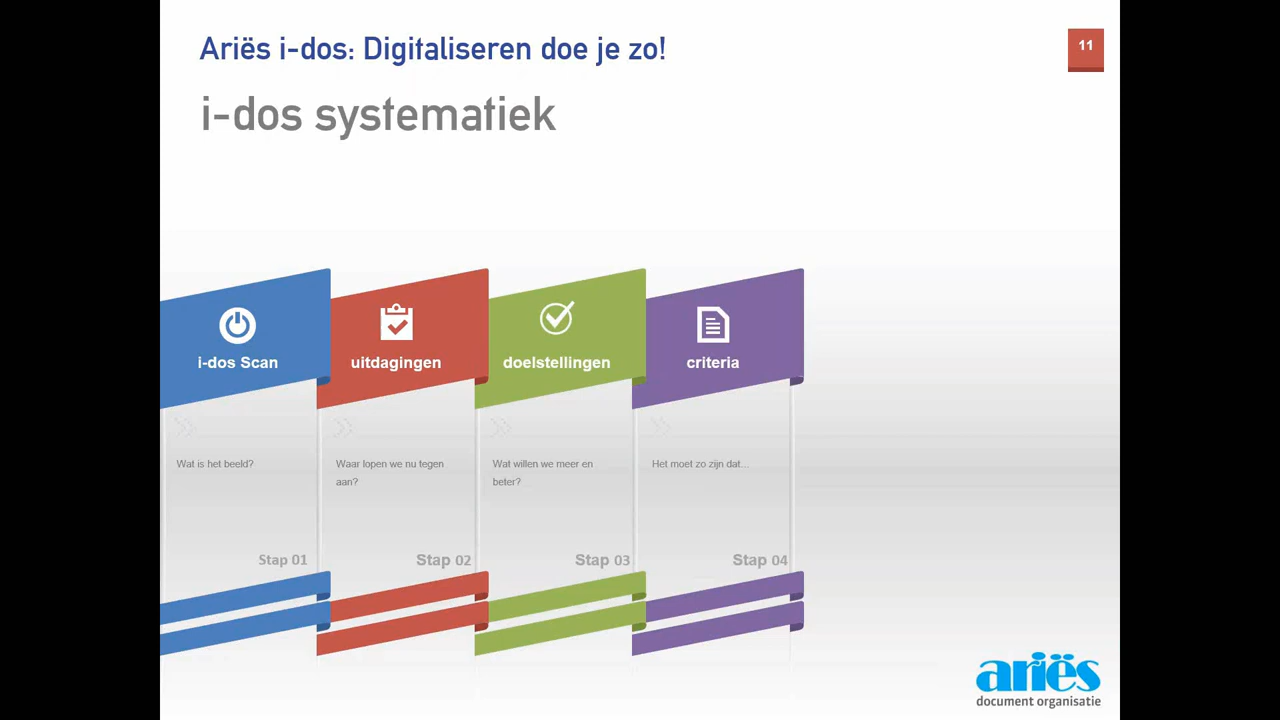 Ariës i-dos: Digitaliseren doe je zo!
11
i-dos systematiek
i-dos Scan
uitdagingen
doelstellingen
criteria
Wat is het beeld?
Waar lopen we nu tegen
aan?
Wat willen we meer en
beter?
Het moet zo zijn dat...
Stap 01
Stap 02
Stap 03
Stap 04
ariës
document organisatie